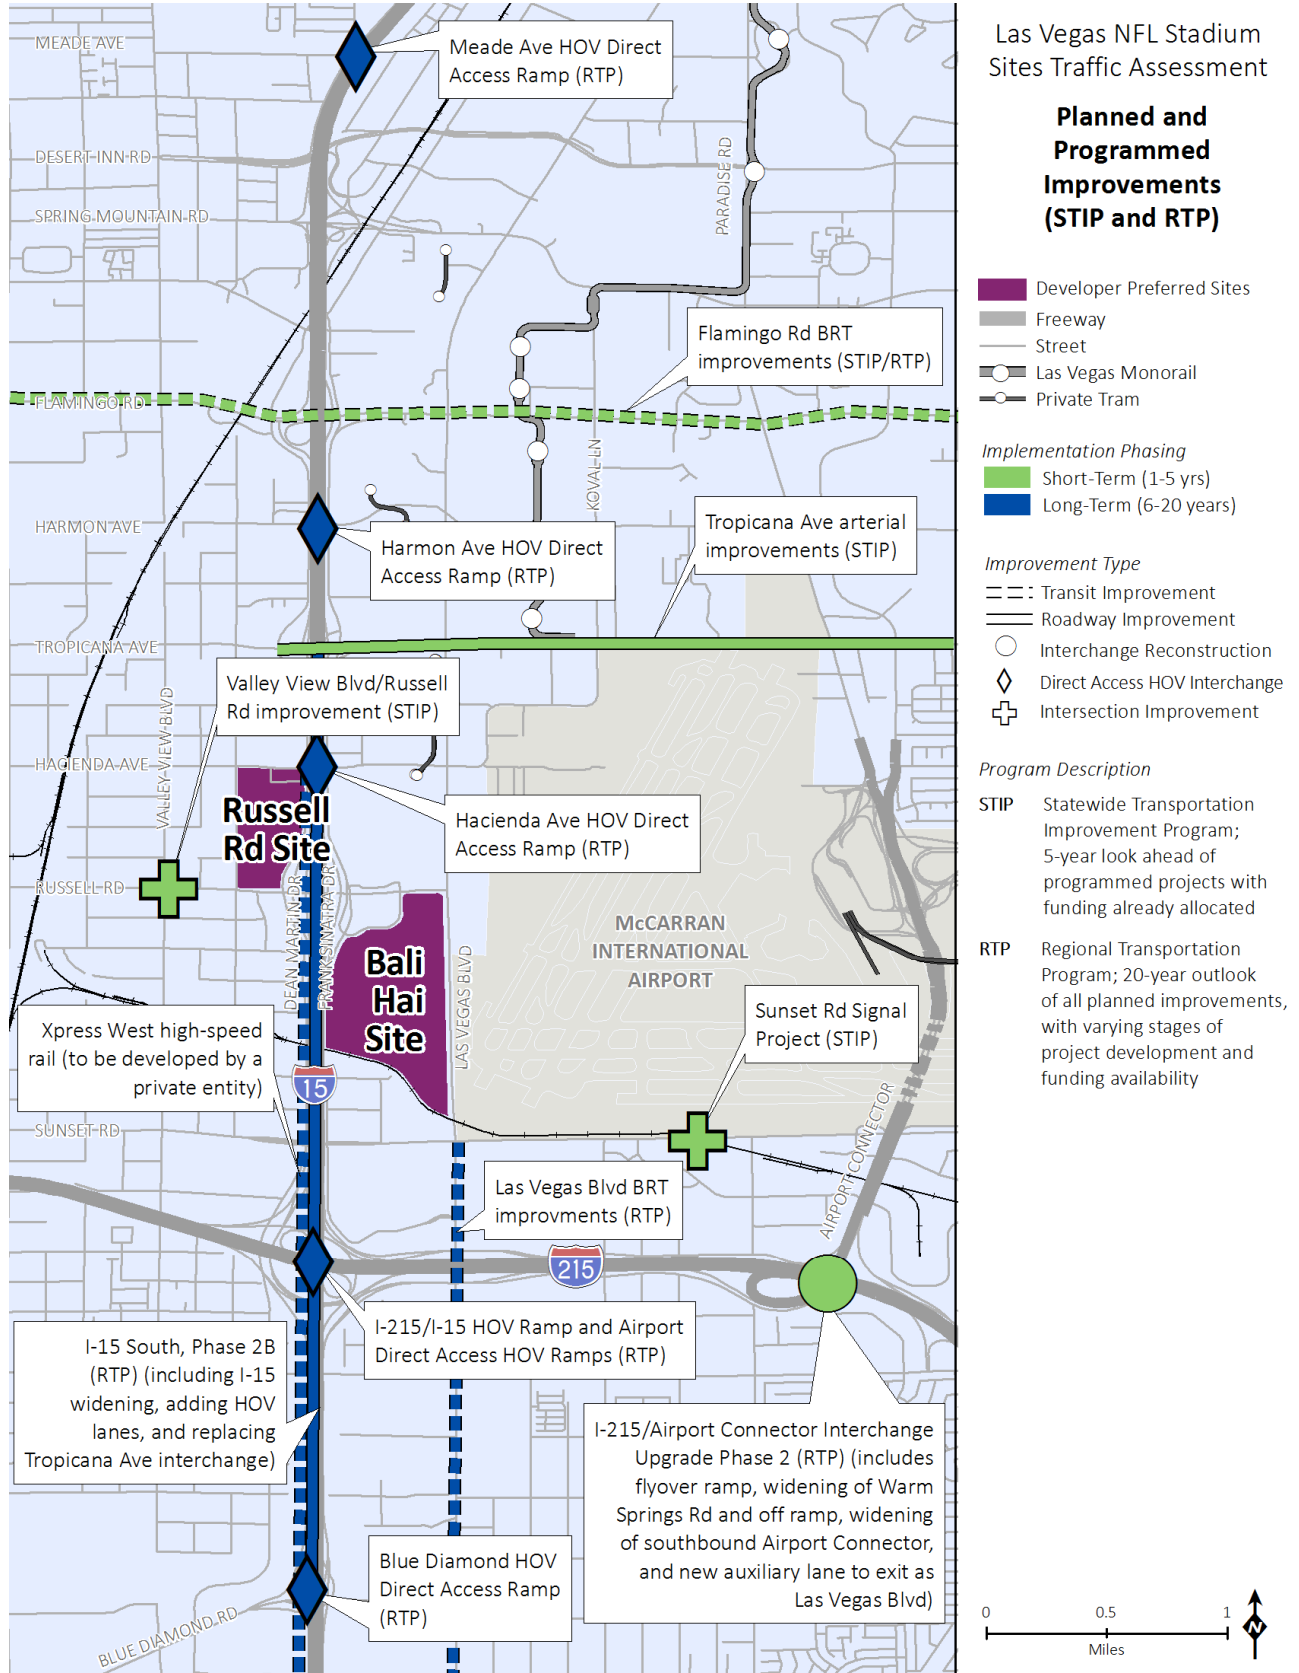 MEADE AVE
Meade Ave HOV Direct
Access Ramp (RTP)
DESERT INN RD
PARADISE RD
SPRING MOUNTAIN RD
Flamingo Rd BRT
improvements (STIP/RTP)
FLAMINGO RD
KOVAL LN
HARMON AVE
Harmon Ave HOV Direct
Access Ramp (RTP)
Tropicana Ave arterial
improvements (STIP)
TROPICANA AVE
Valley View Blvd/Russell
Rd improvement (STIP)
VALLEY VIEW BLVD
HACIENDA AVE
Russell
Rd Site
Hacienda Ave HOV Direct
Access Ramp (RTP)
RUSSELL RD
DEAN MARTIN DR
FRANK SINATRA DR
Bali
Hai
Site
LAS VEGAS BLVD
McCARRAN
INTERNATIONAL
AIRPORT
Xpress West high-speed
rail (to be developed by a
private entity)
15
Sunset Rd Signal
Project (STIP)
SUNSET RD
AIRPORT CONNECTOR
Las Vegas Blvd BRT
improvments (RTP)
215
I-215/I-15 HOV Ramp and Airport
Direct Access HOV Ramps (RTP)
I-15 South, Phase 2B
(RTP) (including I-15
widening, adding HOV
lanes, and replacing
Tropicana Ave interchange)
I-215/Airport Connector Interchange
Upgrade Phase 2 (RTP) (includes
flyover ramp, widening of Warm
Springs Rd and off ramp, widening
of southbound Airport Connector,
and new auxiliary lane to exit as
Las Vegas Blvd)
Blue Diamond HOV
Direct Access Ramp
(RTP)
BLUE DIAMOND RD
Las Vegas NFL Stadium
Sites Traffic Assessment
Planned and
Programmed
Improvements
(STIP and RTP)
Developer Preferred Sites
Freeway
Street
Las Vegas Monorail
Private Tram
Implementation Phasing
Short-Term (1-5 yrs)
Long-Term (6-20 years)
Improvement Type
Transit Improvement
Roadway Improvement
Interchange Reconstruction
Direct Access HOV Interchange
Intersection Improvement
Program Description
STIP Statewide Transportation
Improvement Program;
5-year look ahead of
programmed projects with
funding already allocated
RTP Regional Transportation
Program; 20-year outlook
of all planned improvements,
with varying stages of
project development and
funding availability
0 0.5 1
Miles
N